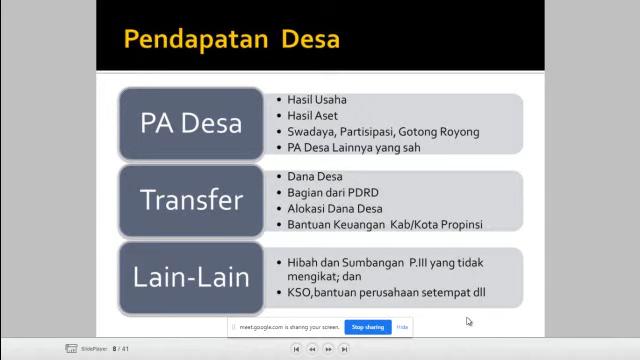 Pendapatan Desa
PA Desa
• Hasil Usaha
• Hasil Aset
• Swadaya, Partisipasi, Gotong Royong
• PA Desa Lainnya yang sah
Transfer
• Dana Desa
• Bagian dari PDRD
• Alokasi Dana Desa
• Bantuan Keuangan Kab/Kota Propinsi
Lain-Lain
• Hibah dan Sumbangan P.III yang tidak
mengikat; dan
• KSO,bantuan perusahaan setempat dll
meet.google.com is sharing your screen.
Stop sharing
Hide
SlidePlayer
8 / 41